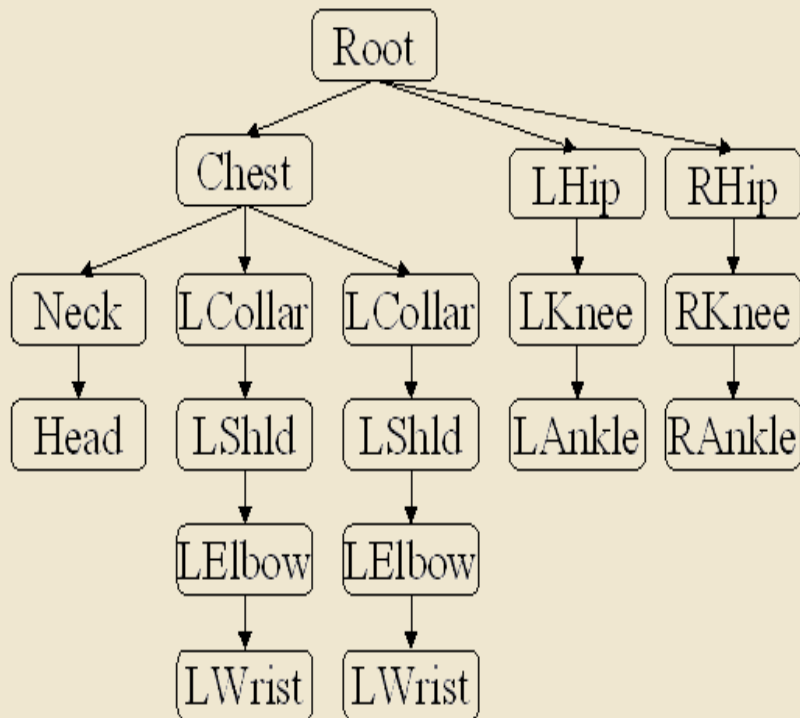 Root
Chest
LHip
RHip
Neck
LCollar
LCollar
LKnee
RKnee
Head
LShld
LShld
LAnkle
RAnkle
LElbow
LElbow
LWrist
LWrist